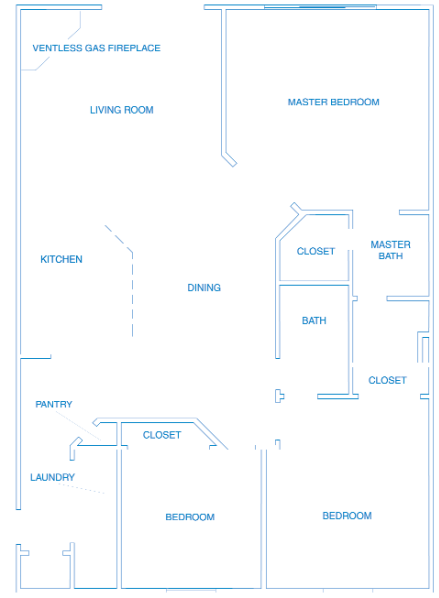 VENTLESS GAS FIREPLACE
MASTER BEDROOM
LIVING ROOM
CLOSET
MASTER
BATH
KITCHEN
DINING
BATH
CLOSET
PANTRY
CLOSET
LAUNDRY
BEDROOM
BEDROOM